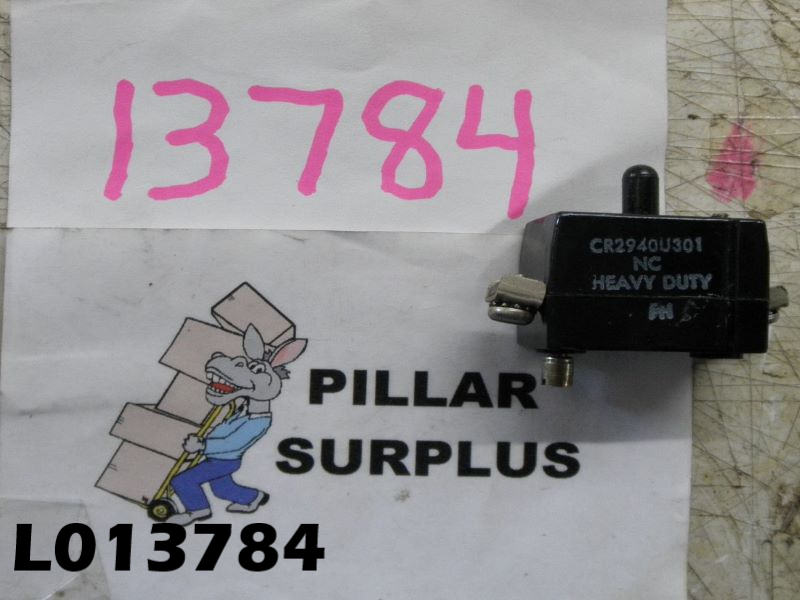 13784
CR2940U301
NC
HEAVY DUTY
PILLAR
SURPLUS
L013784